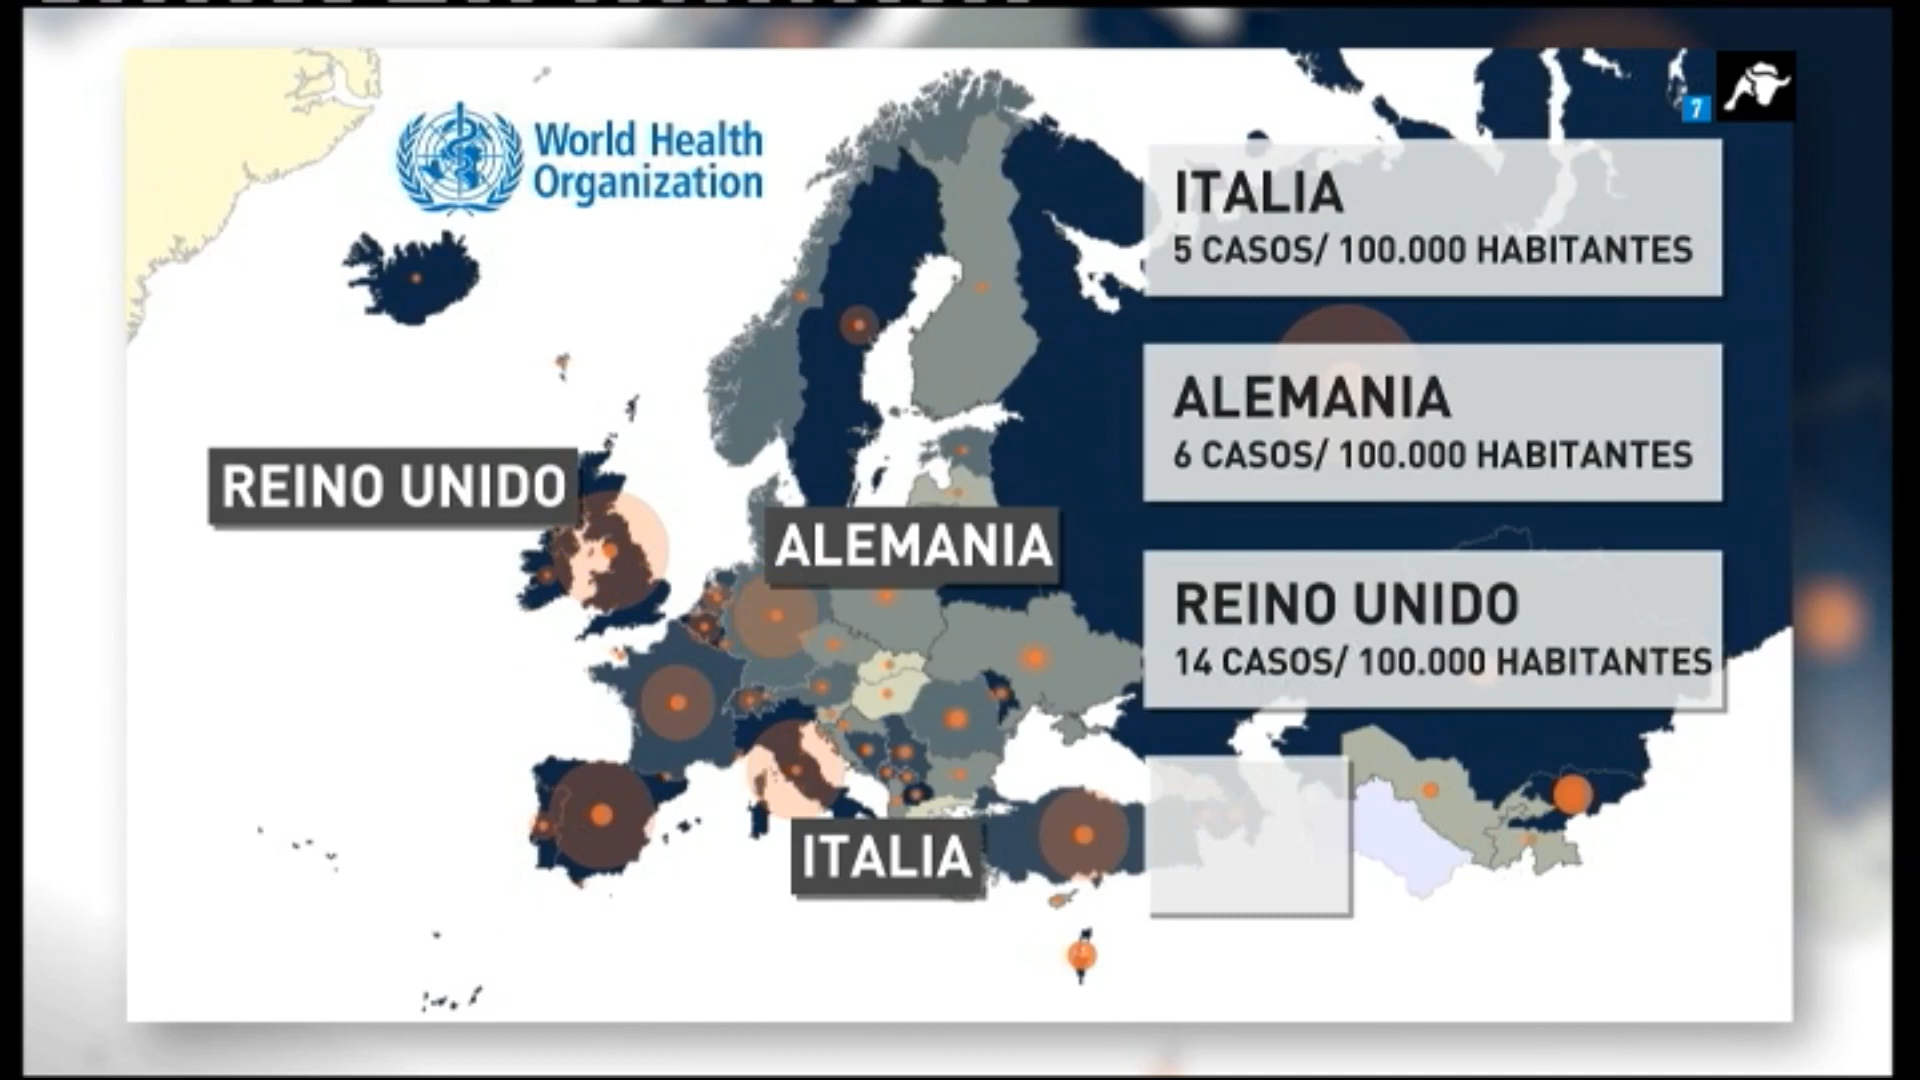 World Health
Organization
7
ITALIA
5 CASOS/ 100.000 HABITANTES
ALEMANIA
6 CASOS/ 100.000 HABITANTES
REINO UNIDO
14 CASOS/ 100.000 HABITANTES
REINO UNIDO
ALEMANIA
ITALIA